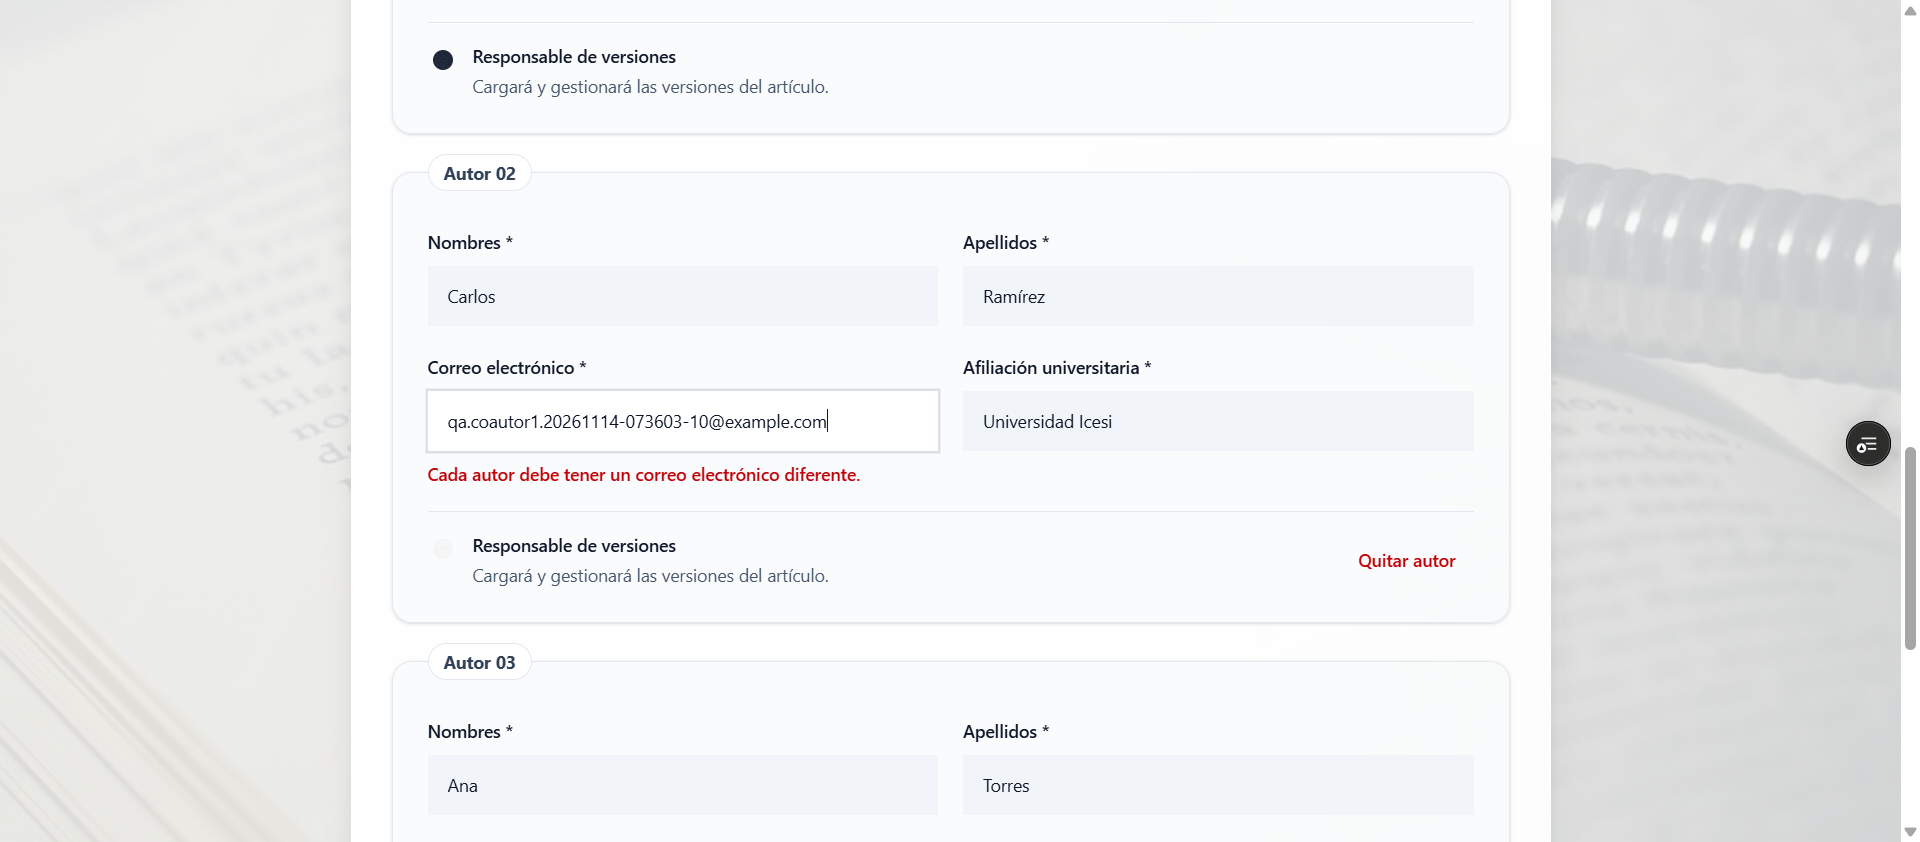 Responsable de versiones
Cargará y gestionará las versiones del artículo.
Autor 02
Nombres *
Apellidos *
Carlos
Ramírez
Correo electrónico *
Afiliación universitaria *
qa.coautor1.20261114-073603-10@example.com
Universidad Icesi
Cada autor debe tener un correo electrónico diferente.
Responsable de versiones
Cargará y gestionará las versiones del artículo.
Quitar autor
Autor 03
Nombres *
Apellidos *
Ana
Torres